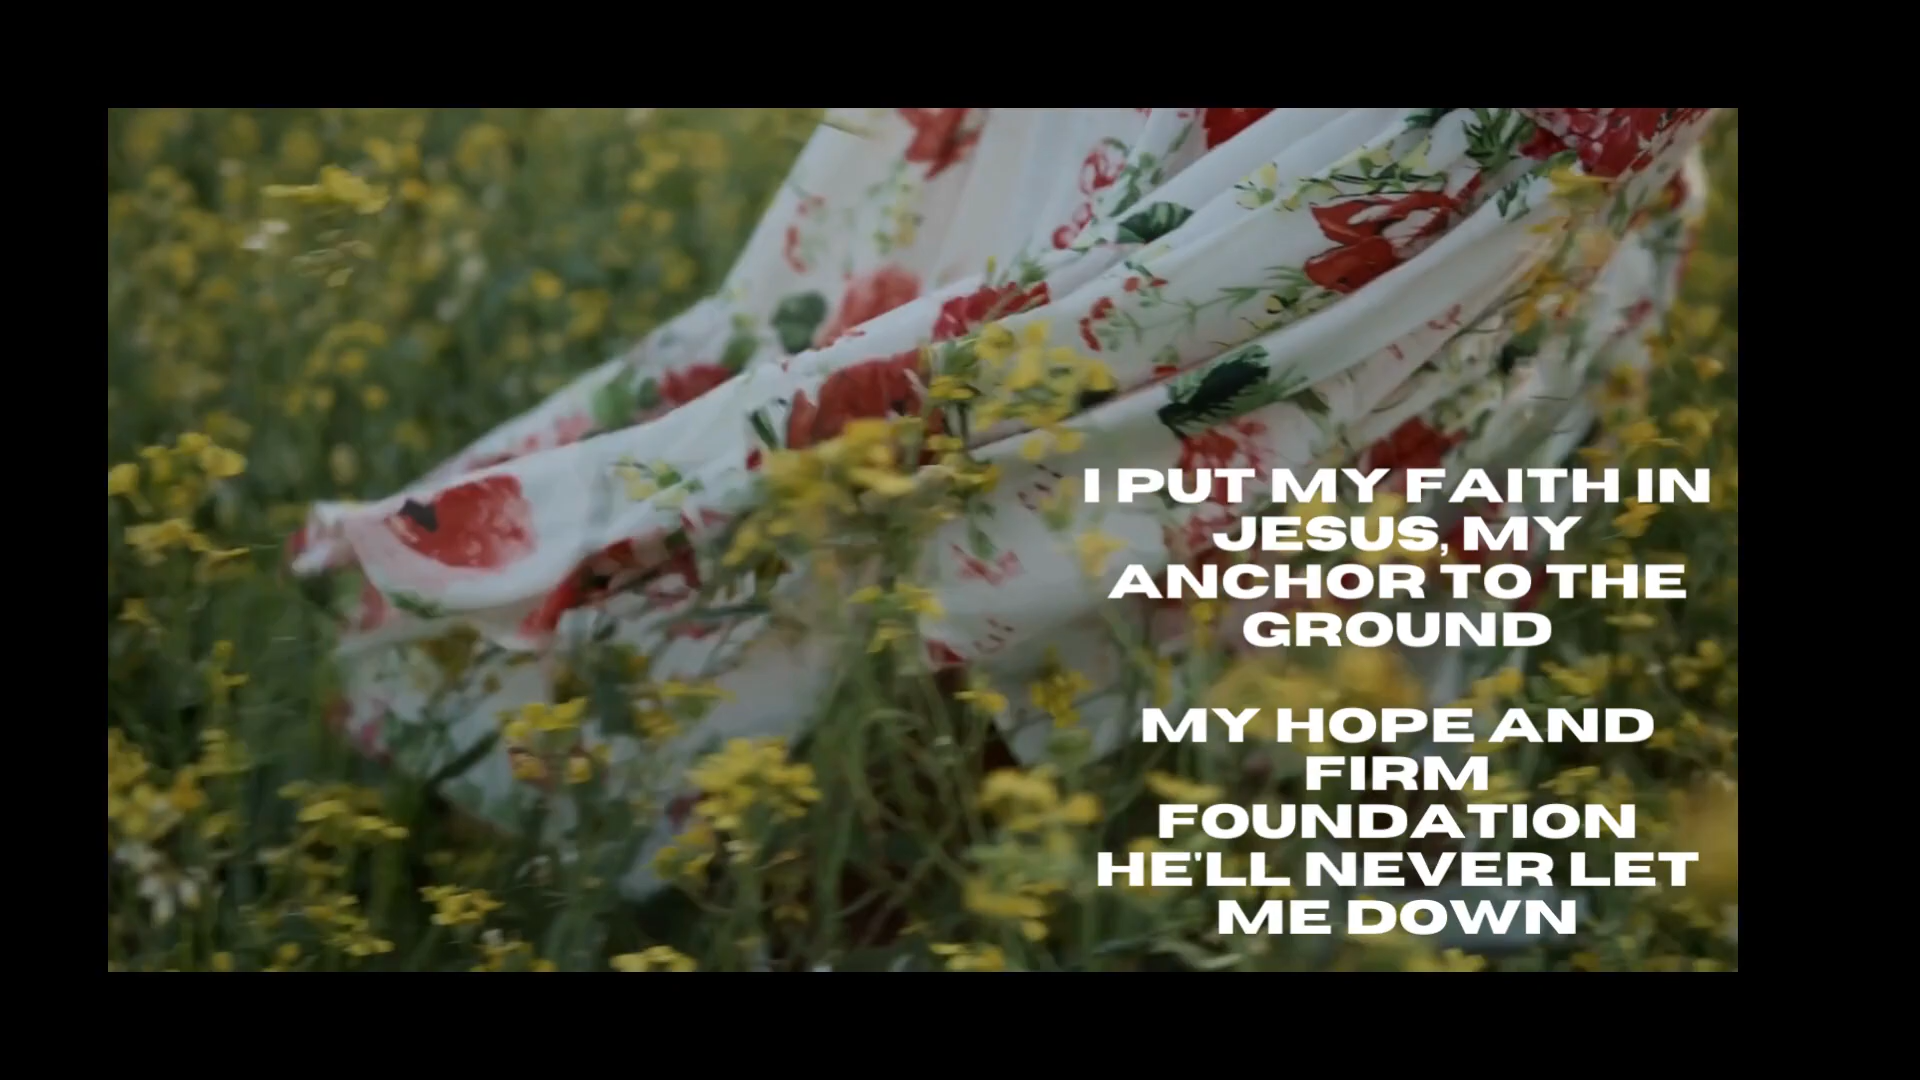 I PUT MY FAITH IN
JESUS, MY
ANCHOR TO THE
GROUND
MY HOPE AND
FIRM
FOUNDATION
HE'LL NEVER LET
ME DOWN